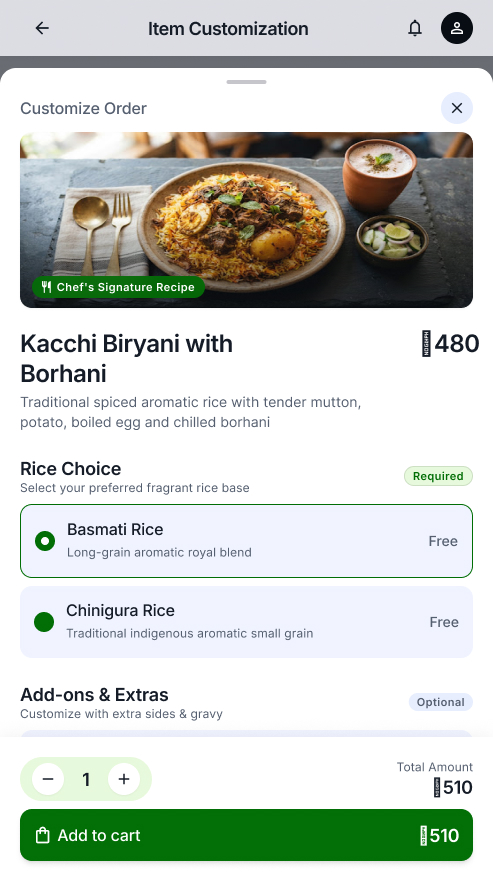 Item Customization
Customize Order
Chef's Signature Recipe
Kacchi Biryani with
Borhani
480
Traditional spiced aromatic rice with tender mutton,
potato, boiled egg and chilled borhani
Rice Choice
Required
Select your preferred fragrant rice base
Basmati Rice
Long-grain aromatic royal blend
Free
Chinigura Rice
Traditional indigenous aromatic small grain
Free
Add-ons & Extras
Optional
Customize with extra sides & gravy
1
Total Amount
510
Add to cart
510